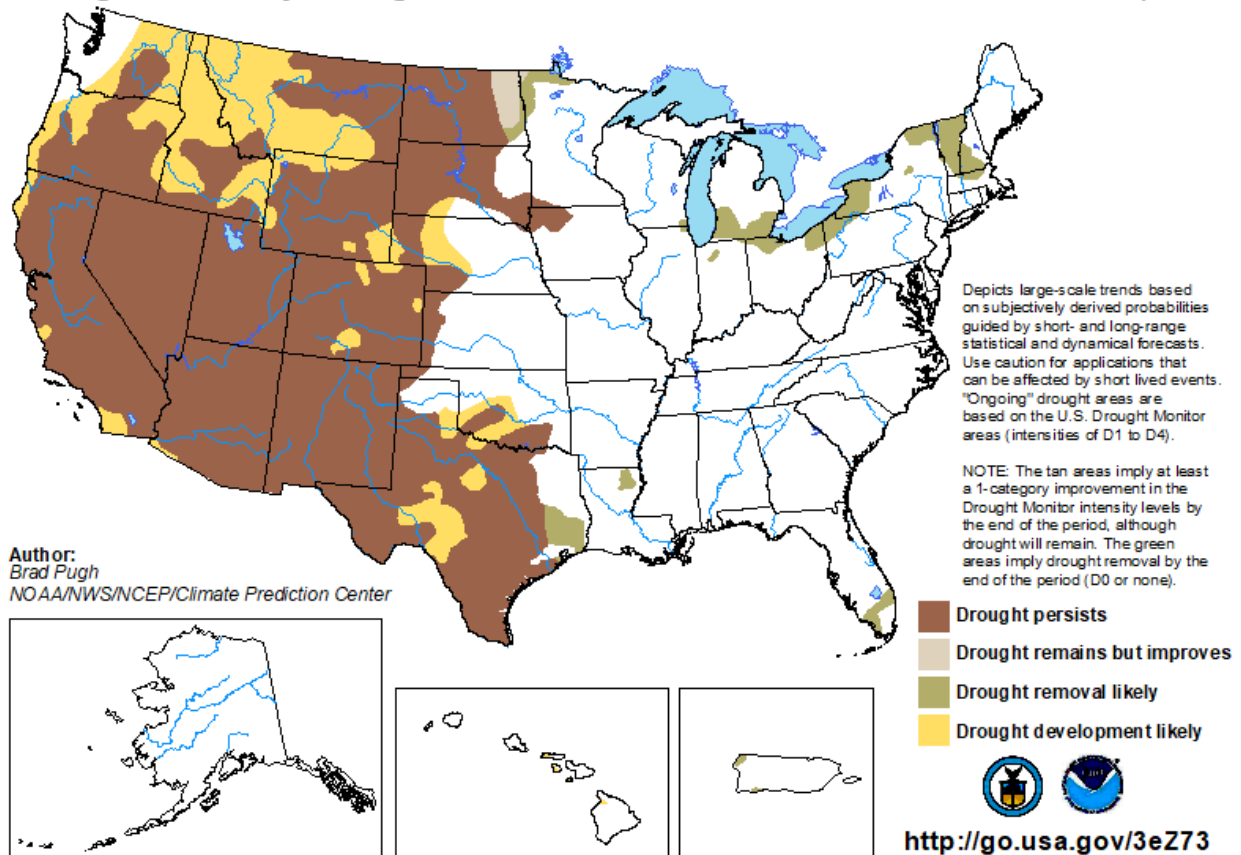 Depicts large-scale trends based
on subjectively derived probabilities
guided by short- and long-range
statistical and dynamical forecasts.
Use caution for applications that
can be affected by short lived events.
"Ongoing" drought areas are
based on the U.S. Drought Monitor
areas (intensities of D1 to D4).
NOTE: The tan areas imply at least
a 1-category improvement in the
Drought Monitor intensity levels by
the end of the period, although
drought will remain. The green
areas imply drought removal by the
end of the period (D0 or none).
Author:
Brad Pugh
NOAA/NWS/NCEP/Climate Prediction Center
Drought persists
Drought remains but improves
Drought removal likely
Drought development likely
http://go.usa.gov/3eZ73